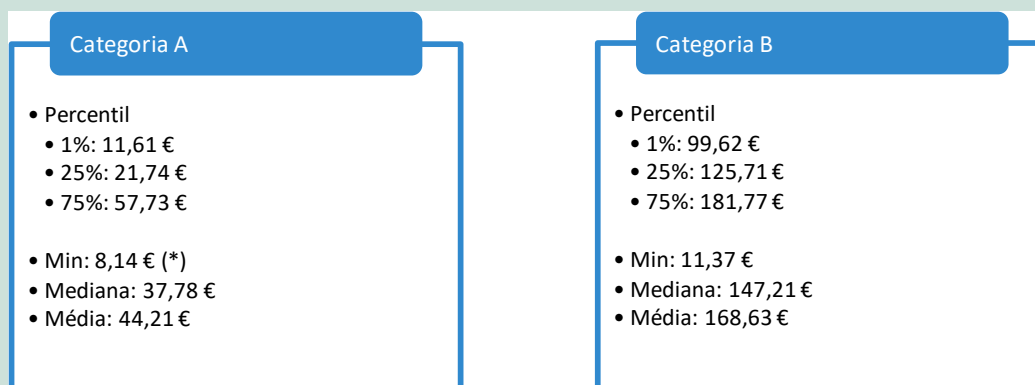 Categoria A
• Percentil
• 1%: 11,61 €
• 25%: 21,74 €
• 75%: 57,73 €
• Min: 8,14 € (*)
• Mediana: 37,78 €
• Média: 44,21 €
Categoria B
• Percentil
• 1%: 99,62 €
• 25%: 125,71 €
• 75%: 181,77 €
• Min: 11,37 €
• Mediana: 147,21 €
• Média: 168,63 €